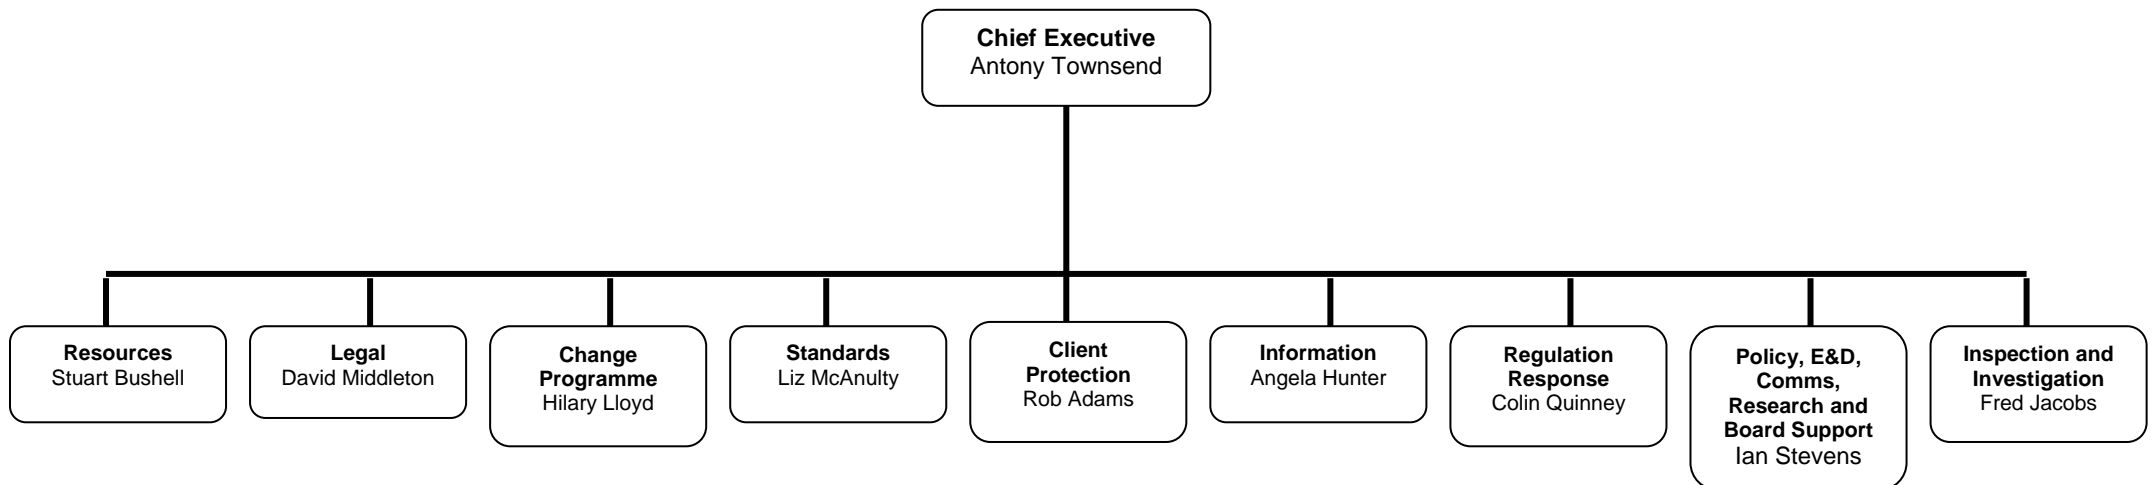 Chief Executive
Antony Townsend
Resources
Stuart Bushell
Legal
David Middleton
Change
Programme
Hilary Lloyd
Standards
Liz McAnulty
Client
Protection
Rob Adams
Information
Angela Hunter
Regulation
Response
Colin Quinney
Policy, E&D,
Comms,
Research and
Board Support
Ian Stevens
Inspection and
Investigation
Fred Jacobs